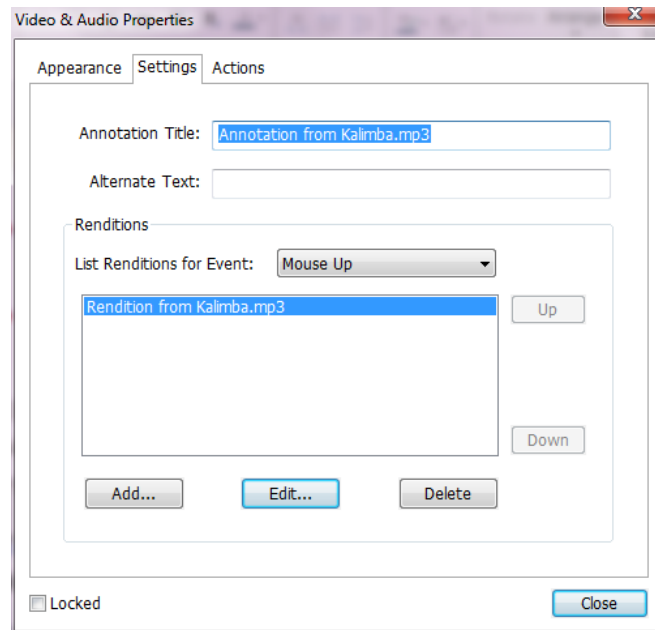 Video & Audio Properties
Appearance Settings Actions
Annotation Title: Annotation from Kalimba.mp3
Alternate Text:
Renditions
List Renditions for Event: Mouse Up
Rendition from Kalimba.mp3
Up
Down
Add... Edit... Delete
Locked
Close